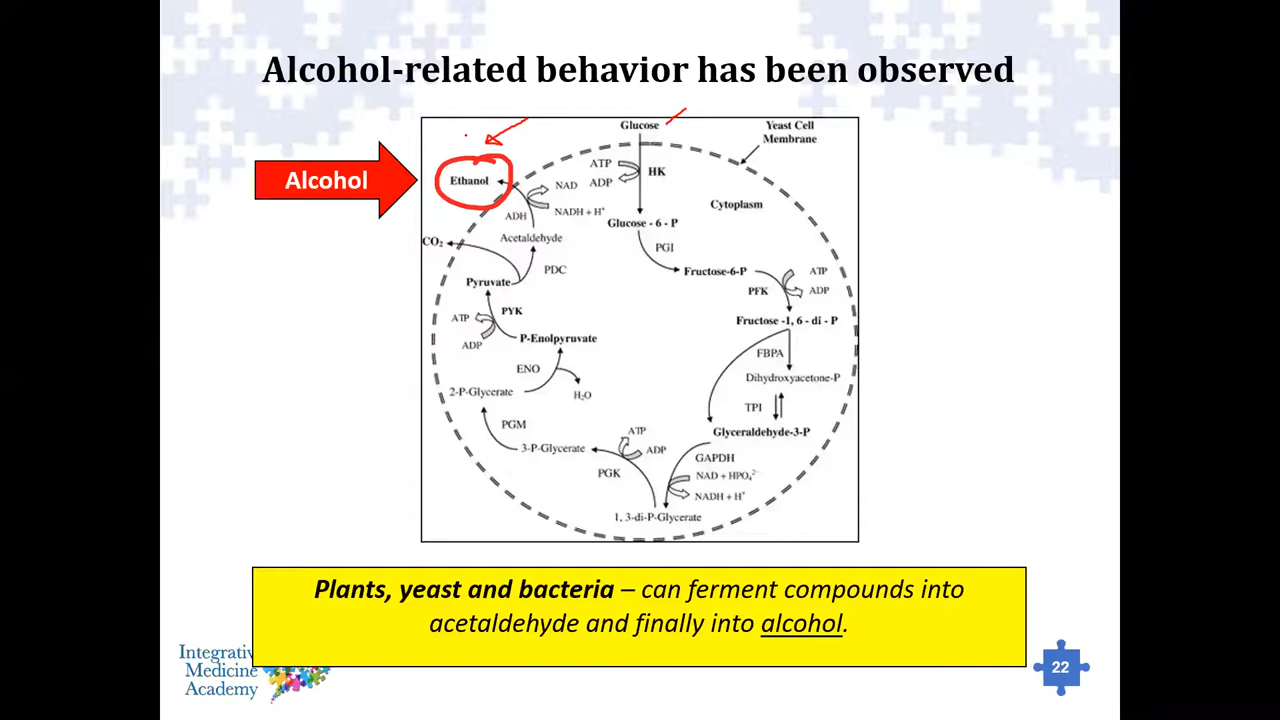 Alcohol-related behavior has been observed
Glucose
Yeast Cell
Membrane
Alcohol
Ethanol
ATP
ADP
HK
NAD
NADH + H⁺
ADH
Cytoplasm
Glucose - 6 - P
CO₂
Acetaldehyde
PGI
PDC
Fructose-6-P
ATP
ADP
PFK
Pyruvate
PYK
ATP
ADP
Fructose -1, 6 - di - P
P-Enolpyruvate
FBPA
ENO
Dihydroxyacetone-P
2-P-Glycerate
H₂O
TPI
PGM
ATP
ADP
Glyceraldehyde-3-P
3-P-Glycerate
PGK
GAPDH
NAD + HPO₄²⁻
NADH + H⁺
1, 3-di-P-Glycerate
Plants, yeast and bacteria – can ferment compounds into
acetaldehyde and finally into alcohol.
Integrativ
Medicine
Academy
22